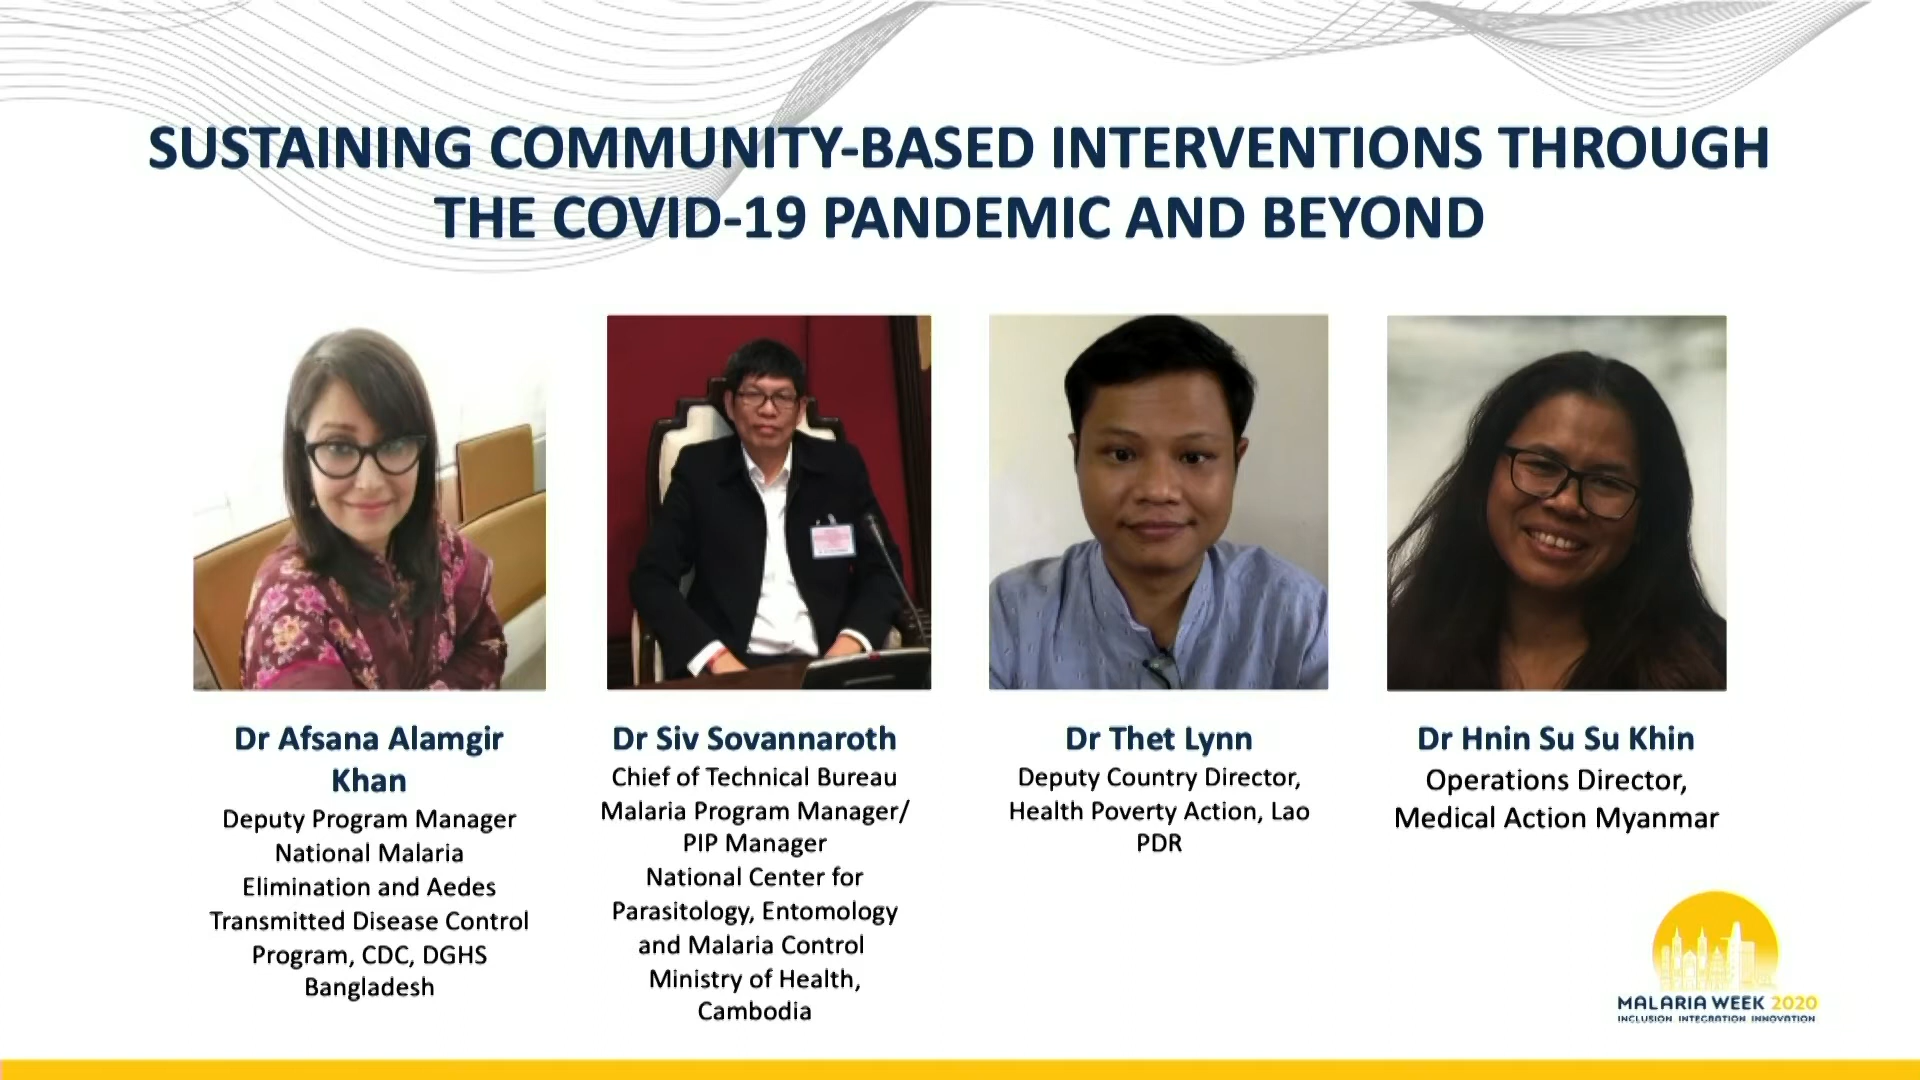 SUSTAINING COMMUNITY-BASED INTERVENTIONS THROUGH
THE COVID-19 PANDEMIC AND BEYOND
Dr Afsana Alamgir
Khan
Deputy Program Manager
National Malaria
Elimination and Aedes
Transmitted Disease Control
Program, CDC, DGHS
Bangladesh
Dr Siv Sovannaroth
Chief of Technical Bureau
Malaria Program Manager/
PIP Manager
National Center for
Parasitology, Entomology
and Malaria Control
Ministry of Health,
Cambodia
Dr Thet Lynn
Deputy Country Director,
Health Poverty Action, Lao
PDR
Dr Hnin Su Su Khin
Operations Director,
Medical Action Myanmar
MALARIA WEEK 2020
INCLUSION INTEGRATION INNOVATION